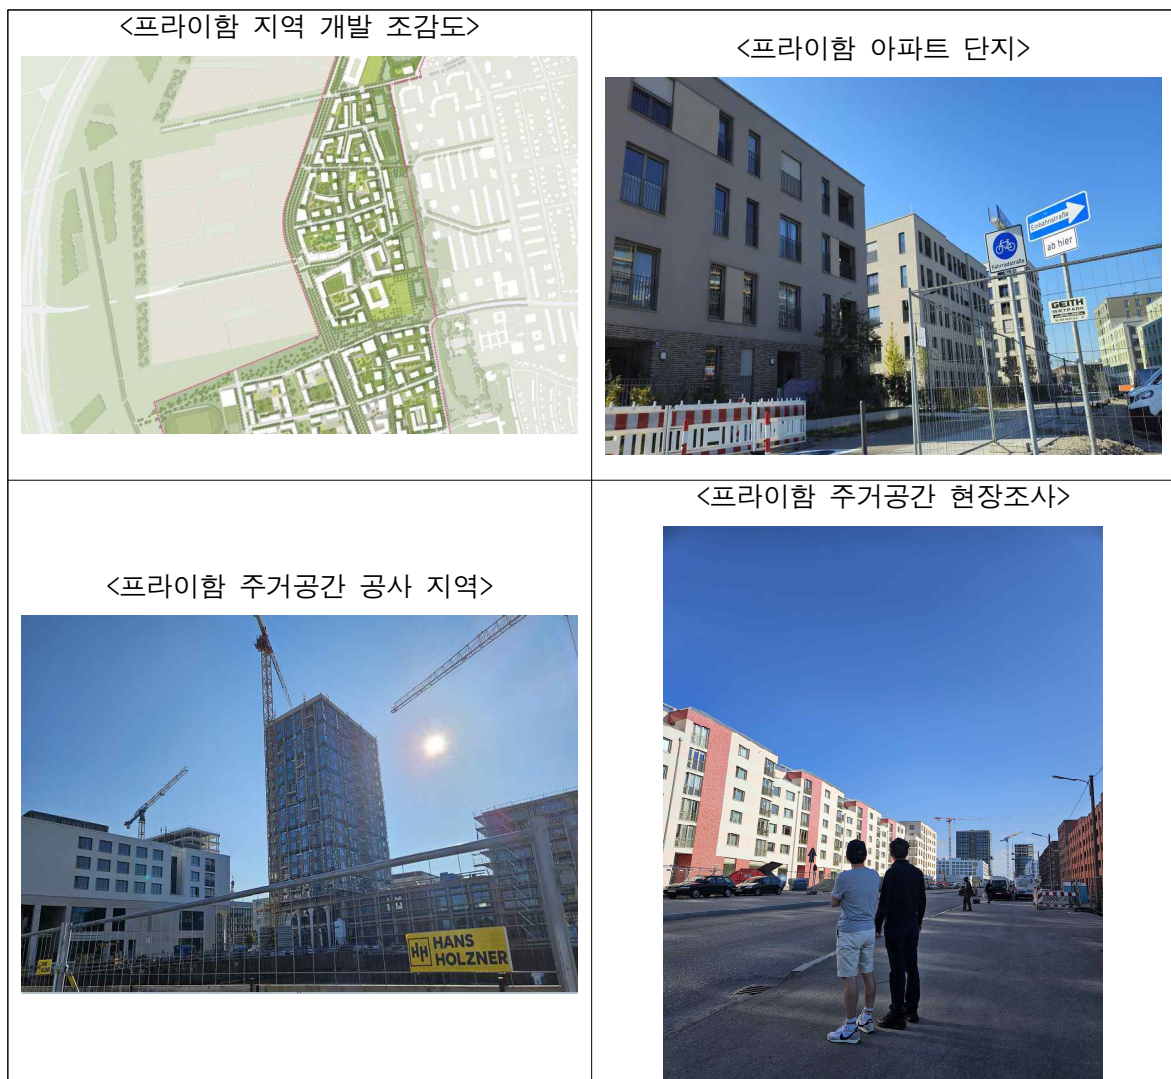 <프라이함 지역 개발 조감도>
<프라이함 아파트 단지>
Einbahnstraße
ab hier
Fahrradstraße
GEITH
MIETPARK
<프라이함 주거공간 공사 지역>
HH HANS
HOLZNER
<프라이함 주거공간 현장조사>